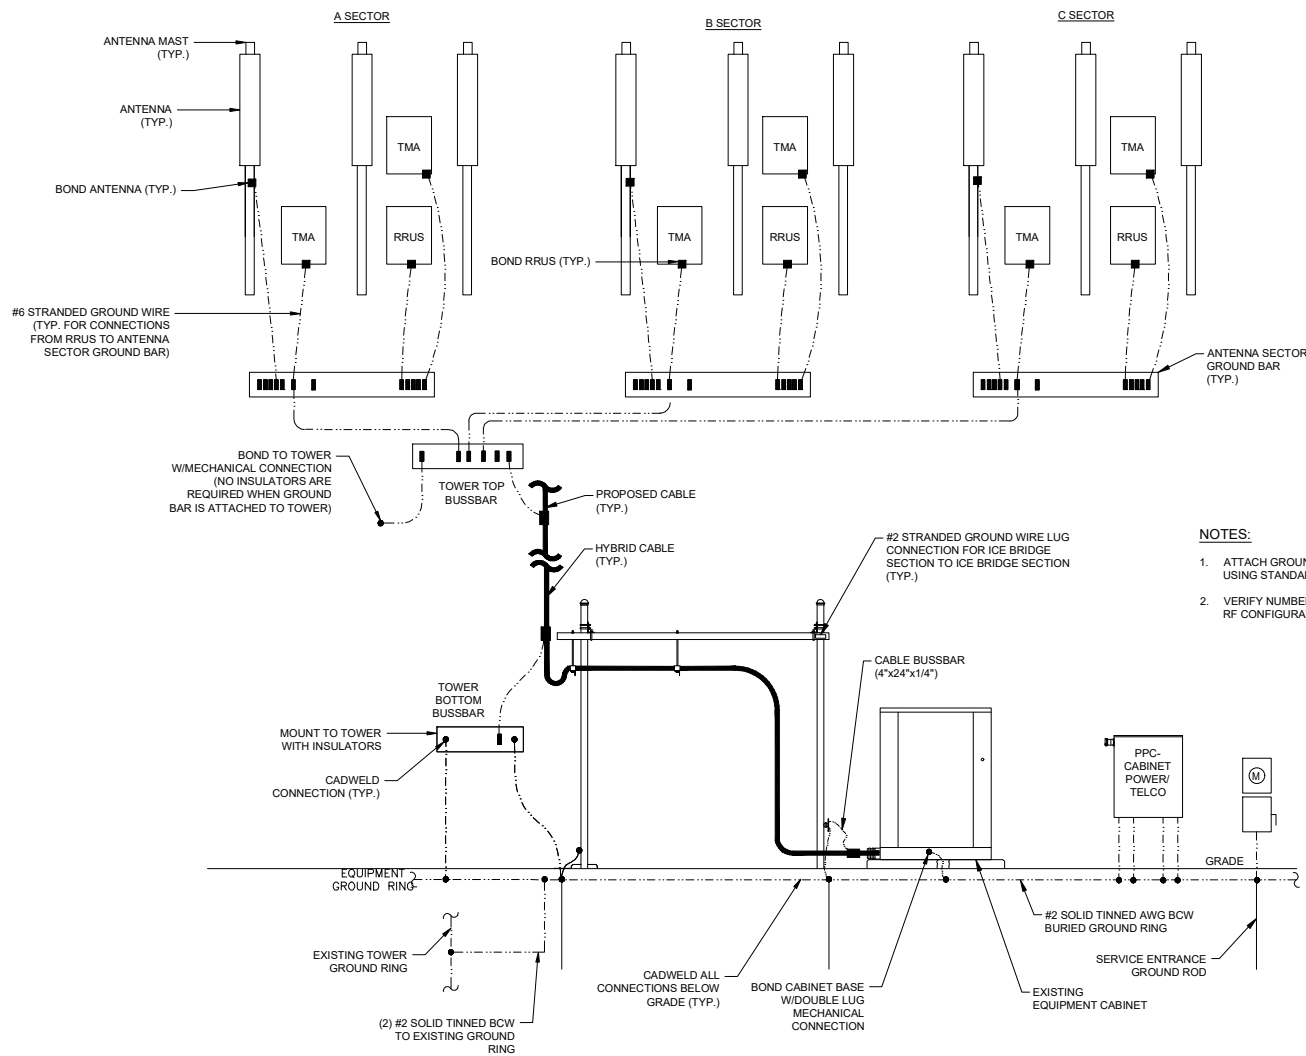 A SECTOR
B SECTOR
C SECTOR
ANTENNA MAST
(TYP.)
ANTENNA
(TYP.)
TMA
TMA
TMA
BOND ANTENNA (TYP.)
TMA
RRUS
TMA
RRUS
TMA
RRUS
BOND RRUS (TYP.)
#6 STRANDED GROUND WIRE
(TYP. FOR CONNECTIONS
FROM RRUS TO ANTENNA
SECTOR GROUND BAR)
ANTENNA SECTOR
GROUND BAR
(TYP.)
BOND TO TOWER
W/MECHANICAL CONNECTION
(NO INSULATORS ARE
REQUIRED WHEN GROUND
BAR IS ATTACHED TO TOWER)
TOWER TOP
BUSSBAR
PROPOSED CABLE
(TYP.)
HYBRID CABLE
(TYP.)
#2 STRANDED GROUND WIRE LUG
CONNECTION FOR ICE BRIDGE
SECTION TO ICE BRIDGE SECTION
(TYP.)
NOTES:
1. ATTACH GROUN
USING STANDA
2. VERIFY NUMBE
RF CONFIGURA
CABLE BUSSBAR
(4"x24"x1/4")
TOWER
BOTTOM
BUSSBAR
MOUNT TO TOWER
WITH INSULATORS
CADWELD
CONNECTION (TYP.)
PPC-
CABINET
POWER/
TELCO
M
GRADE
EQUIPMENT
GROUND RING
EXISTING TOWER
GROUND RING
(2) #2 SOLID TINNED BCW
TO EXISTING GROUND
RING
CADWELD ALL
CONNECTIONS BELOW
GRADE (TYP.)
BOND CABINET BASE
W/DOUBLE LUG
MECHANICAL
CONNECTION
#2 SOLID TINNED AWG BCW
BURIED GROUND RING
EXISTING
EQUIPMENT CABINET
SERVICE ENTRANCE
GROUND ROD